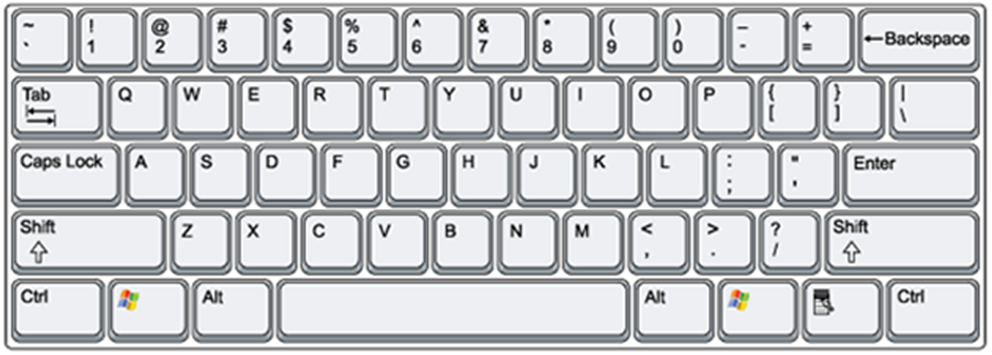 ~ ! @ # $ % ^ & * ( ) – +
` 1 2 3 4 5 6 7 8 9 0 - = ←Backspace
Tab Q W E R T Y U I O P { } |
[ ] \
Caps Lock A S D F G H J K L : " Enter
; '
Shift Z X C V B N M < > ? Shift
, . /
Ctrl Alt Alt Ctrl